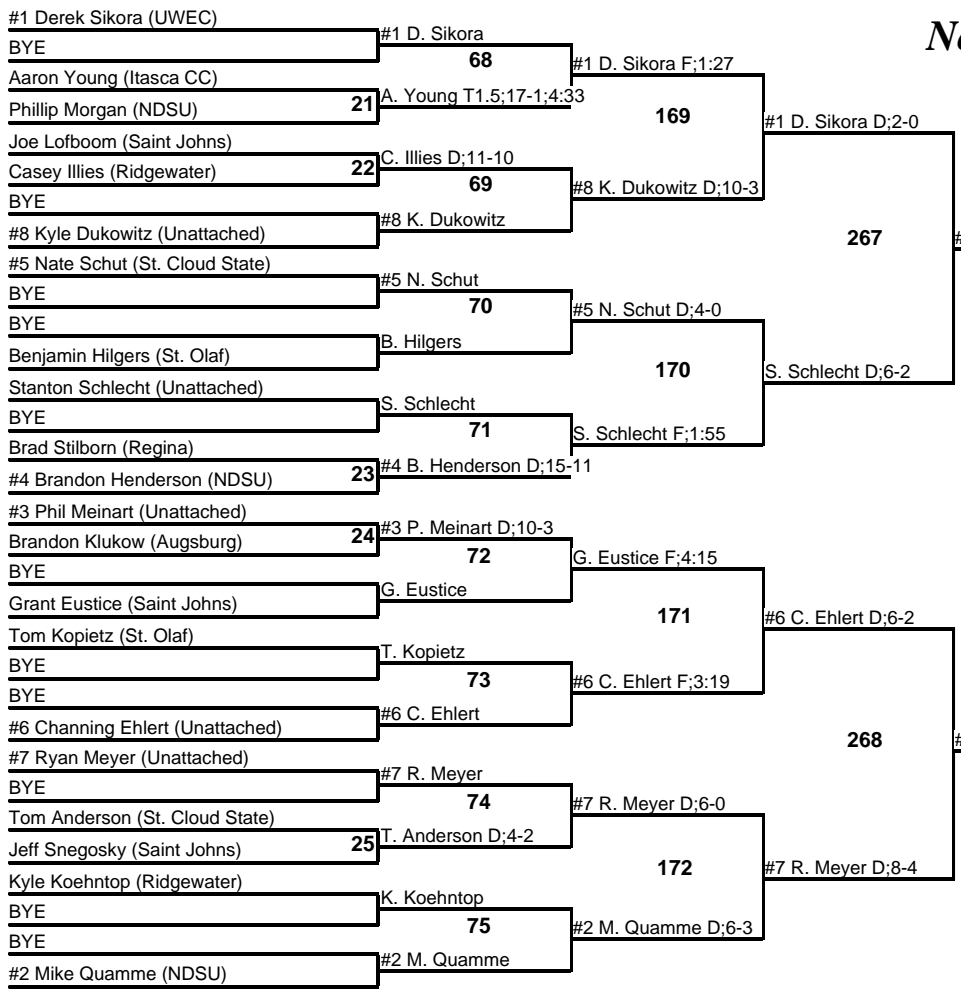 #1 Derek Sikora (UWEC)
BYE
Aaron Young (Itasca CC)
Phillip Morgan (NDSU)
Joe Lofboom (Saint Johns)
Casey Illies (Ridgewater)
BYE
#8 Kyle Dukowitz (Unattached)
#5 Nate Schut (St. Cloud State)
BYE
BYE
Benjamin Hilgers (St. Olaf)
Stanton Schlecht (Unattached)
BYE
Brad Stilborn (Regina)
#4 Brandon Henderson (NDSU)
#3 Phil Meinart (Unattached)
Brandon Klukow (Augsburg)
BYE
Grant Eustice (Saint Johns)
Tom Kopietz (St. Olaf)
BYE
BYE
#6 Channing Ehlert (Unattached)
#7 Ryan Meyer (Unattached)
BYE
Tom Anderson (St. Cloud State)
Jeff Snegosky (Saint Johns)
Kyle Koehntop (Ridgewater)
BYE
BYE
#2 Mike Quamme (NDSU)
21
22
23
24
25
#1 D. Sikora
68
A. Young T1.5;17-1;4:33
C. Illies D;11-10
69
#8 K. Dukowitz
#5 N. Schut
70
B. Hilgers
S. Schlecht
71
#4 B. Henderson D;15-11
#3 P. Meinart D;10-3
72
G. Eustice
T. Kopietz
73
#6 C. Ehlert
#7 R. Meyer
74
T. Anderson D;4-2
K. Koehntop
75
#2 M. Quamme
#1 D. Sikora F;1:27
169
#8 K. Dukowitz D;10-3
#5 N. Schut D;4-0
170
S. Schlecht F;1:55
G. Eustice F;4:15
171
#6 C. Ehlert F;3:19
#7 R. Meyer D;6-0
172
#2 M. Quamme D;6-3
#1 D. Sikora D;2-0
267
S. Schlecht D;6-2
#6 C. Ehlert D;6-2
268
#7 R. Meyer D;8-4
#
#